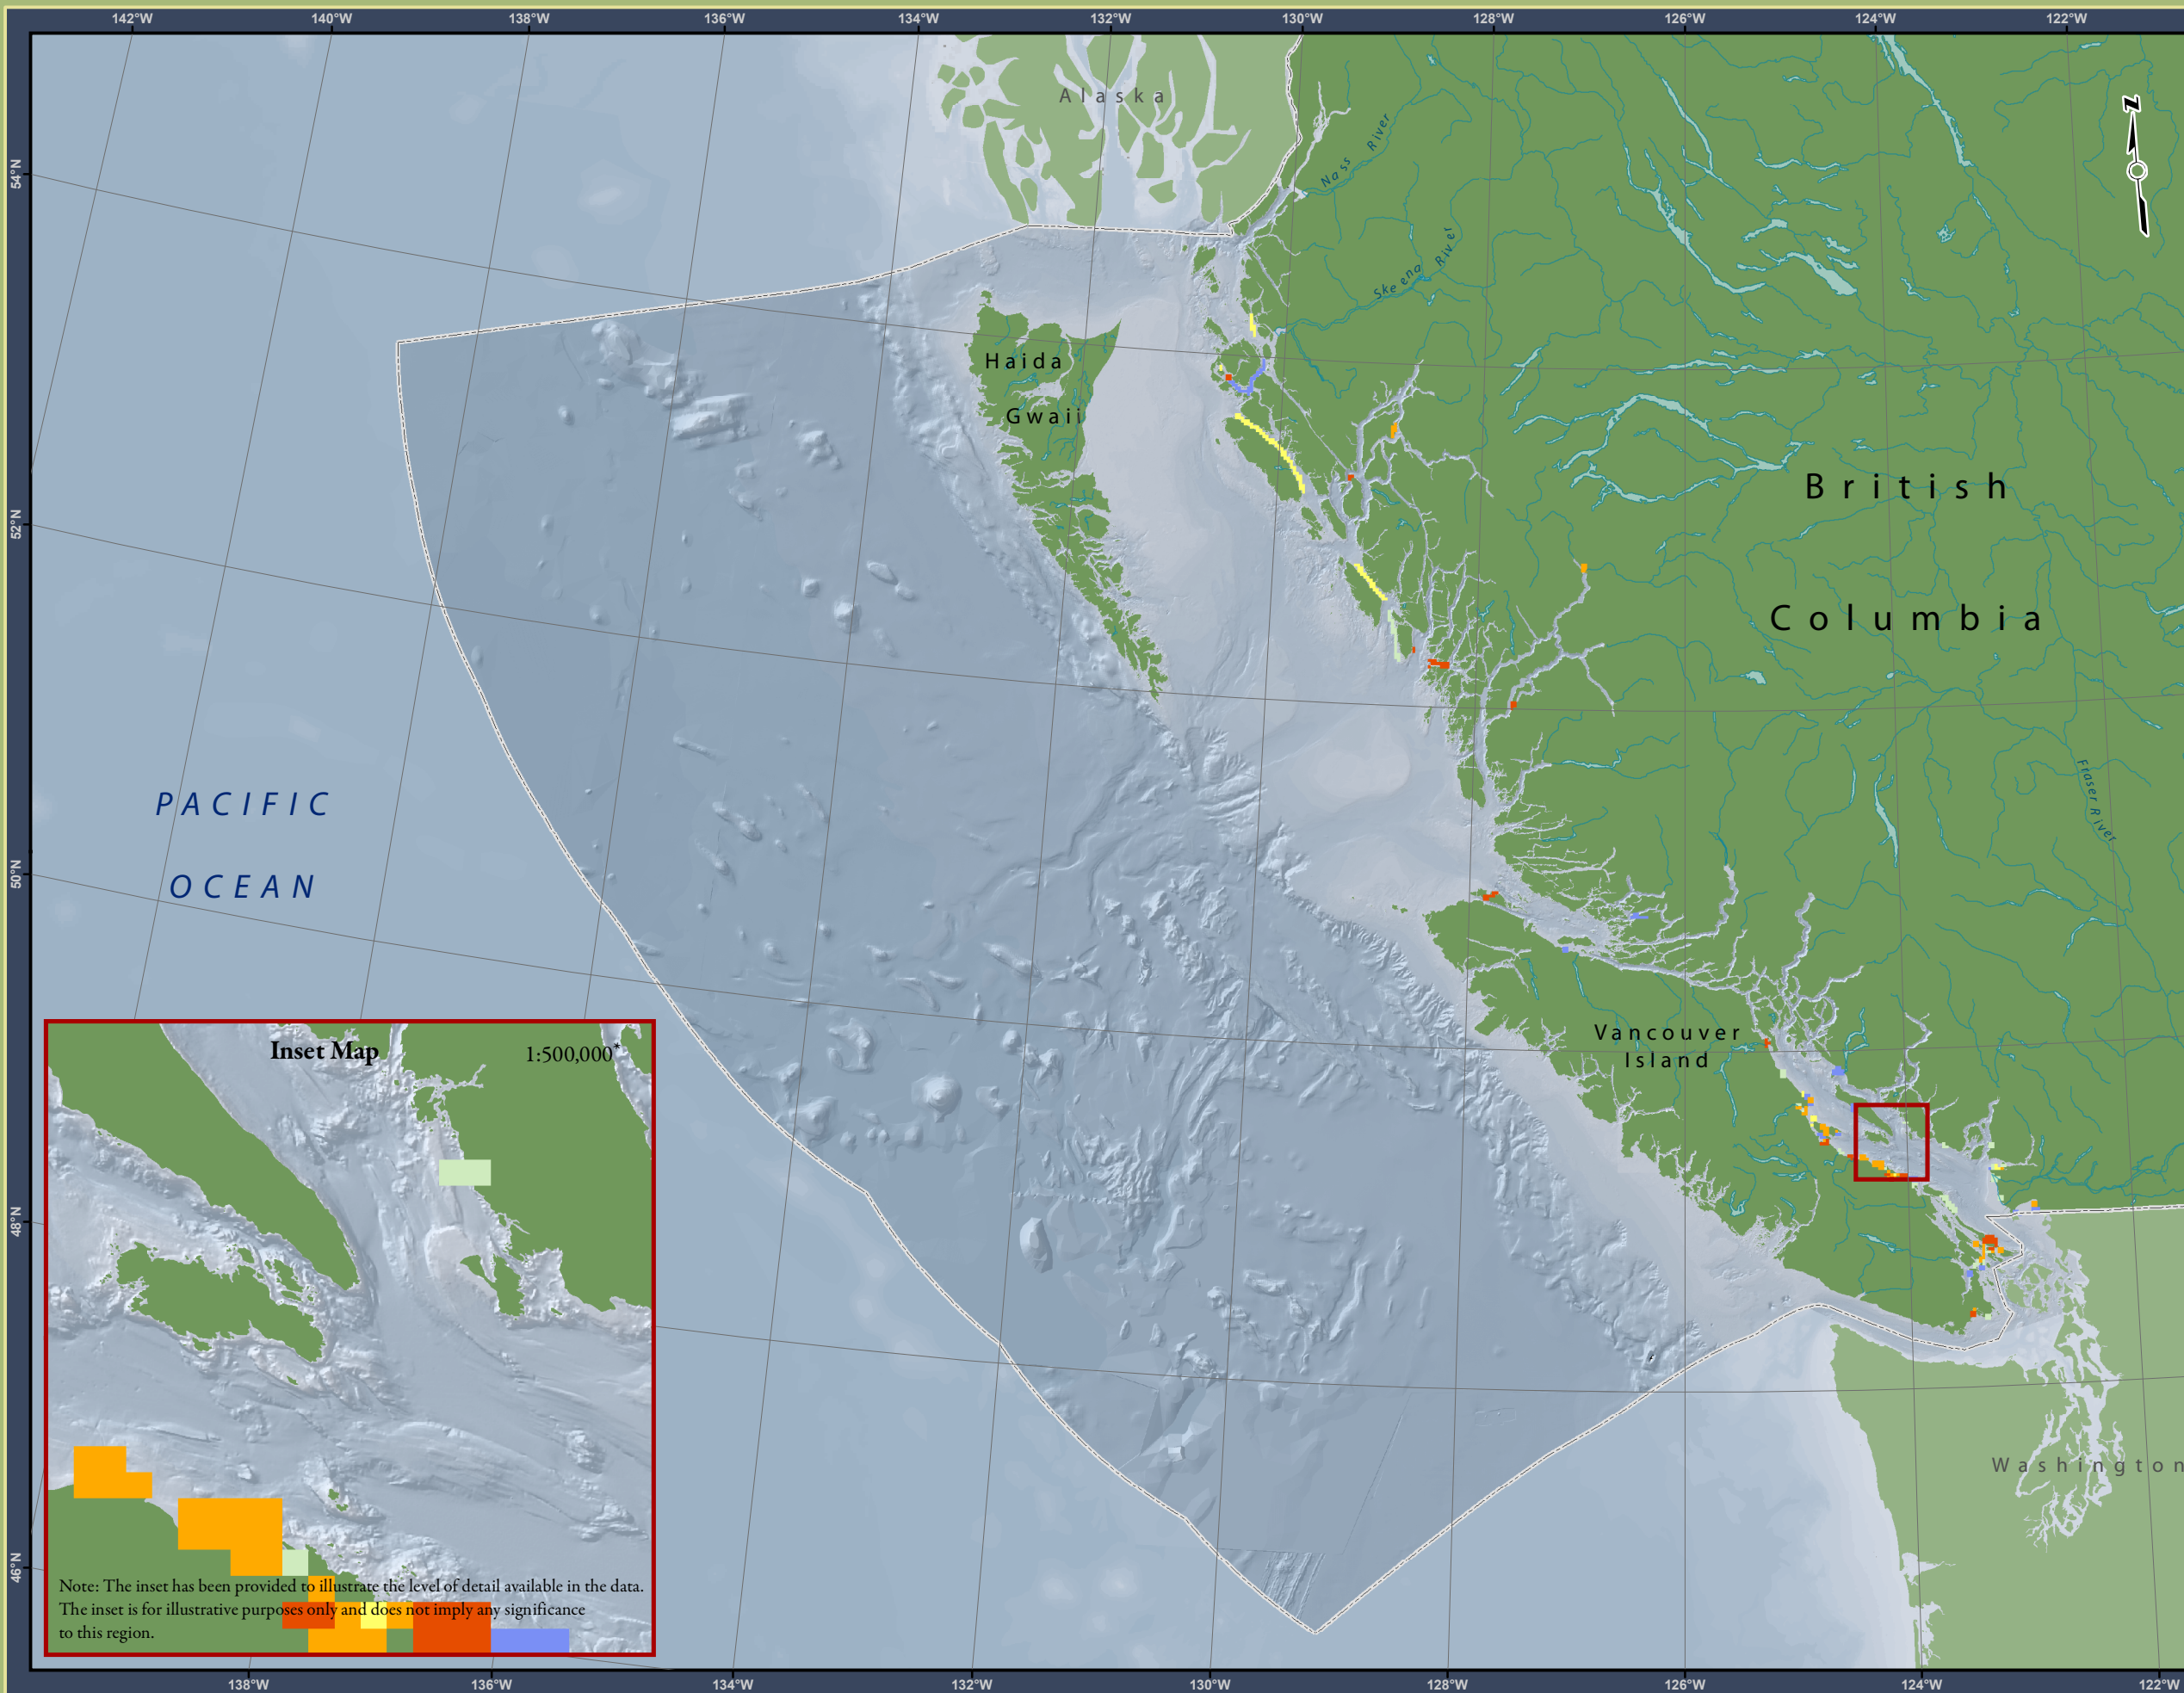 142°W 140°W 138°W 136°W 134°W 132°W 130°W 128°W 126°W 124°W 122°W
Alaska
Nass River
54°N
Skeena River
Haida
Gwaii
British
52°N
Columbia
PACIFIC
Fraser River
OCEAN
50°N
Vancouver
Island
Inset Map 1:500,000*
48°N
Washington
46°N
Note: The inset has been provided to illustrate the level of detail available in the data.
The inset is for illustrative purposes only and does not imply any significance
to this region.
138°W 136°W 134°W 132°W 130°W 128°W 126°W 124°W 122°W
N